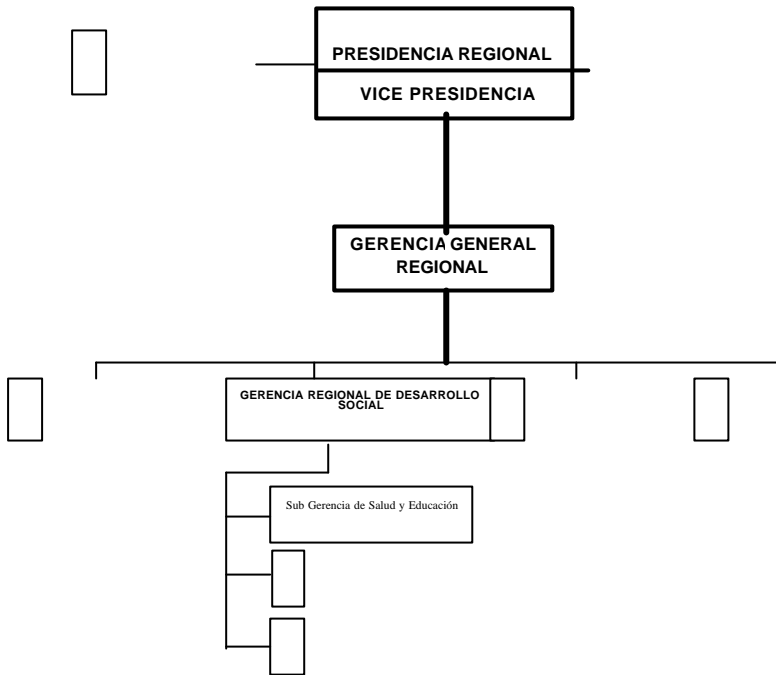 PRESIDENCIA REGIONAL
VICE PRESIDENCIA
GERENCIA GENERAL
REGIONAL
GERENCIA REGIONAL DE DESARROLLO
SOCIAL
Sub Gerencia de Salud y Educación